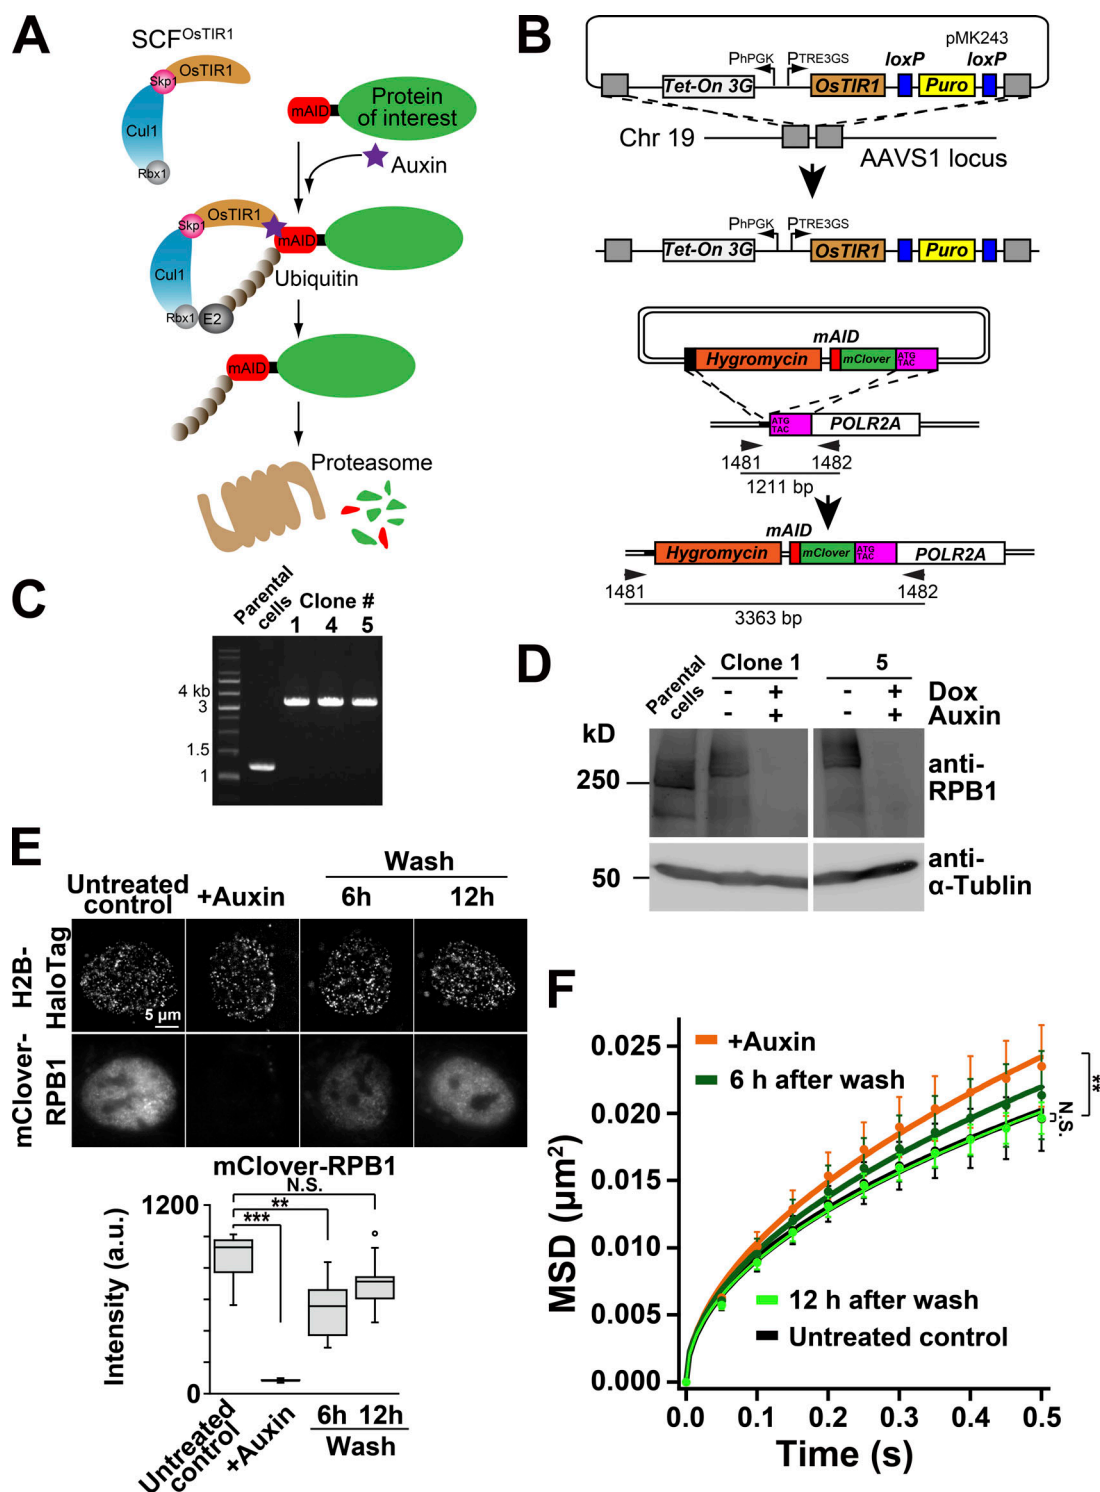 A
SCF^OsTIR1
OsTIR1
Skp1
Cul1
Rbx1
mAID
Protein
of interest
Auxin
OsTIR1
Skp1
mAID
Cul1
Ubiquitin
Rbx1
E2
mAID
Proteasome
B
pMK243
PhPGK
PTRE3GS
loxP
loxP
Tet-On 3G
OsTIR1
Puro
Chr 19
AAVS1 locus
PhPGK
PTRE3GS
Tet-On 3G
OsTIR1
Puro
mAID
Hygromycin
mClover
ATG
TAC
ATG
TAC
POLR2A
1481
1482
1211 bp
mAID
Hygromycin
mClover
ATG
TAC
POLR2A
1481
1482
3363 bp
C
Parental
cells
Clone #
1 4 5
4 kb
3
1.5
1
D
Parental
cells
Clone 1
5
- + - + Dox
- + - + Auxin
kD
250
anti-
RPB1
50
anti-
α-Tublin
E
Wash
Untreated
control
+Auxin
6h
12h
H2B-
HaloTag
5 µm
mClover-
RPB1
mClover-RPB1
N.S.
**
***
1200
0
Intensity (a.u.)
Untreated
control
+Auxin
6h 12h
Wash
F
0.025
0.020
0.015
0.010
0.005
0.000
MSD (µm²)
+Auxin
6 h after wash
**
N.S.
12 h after wash
Untreated control
0.0 0.1 0.2 0.3 0.4 0.5
Time (s)